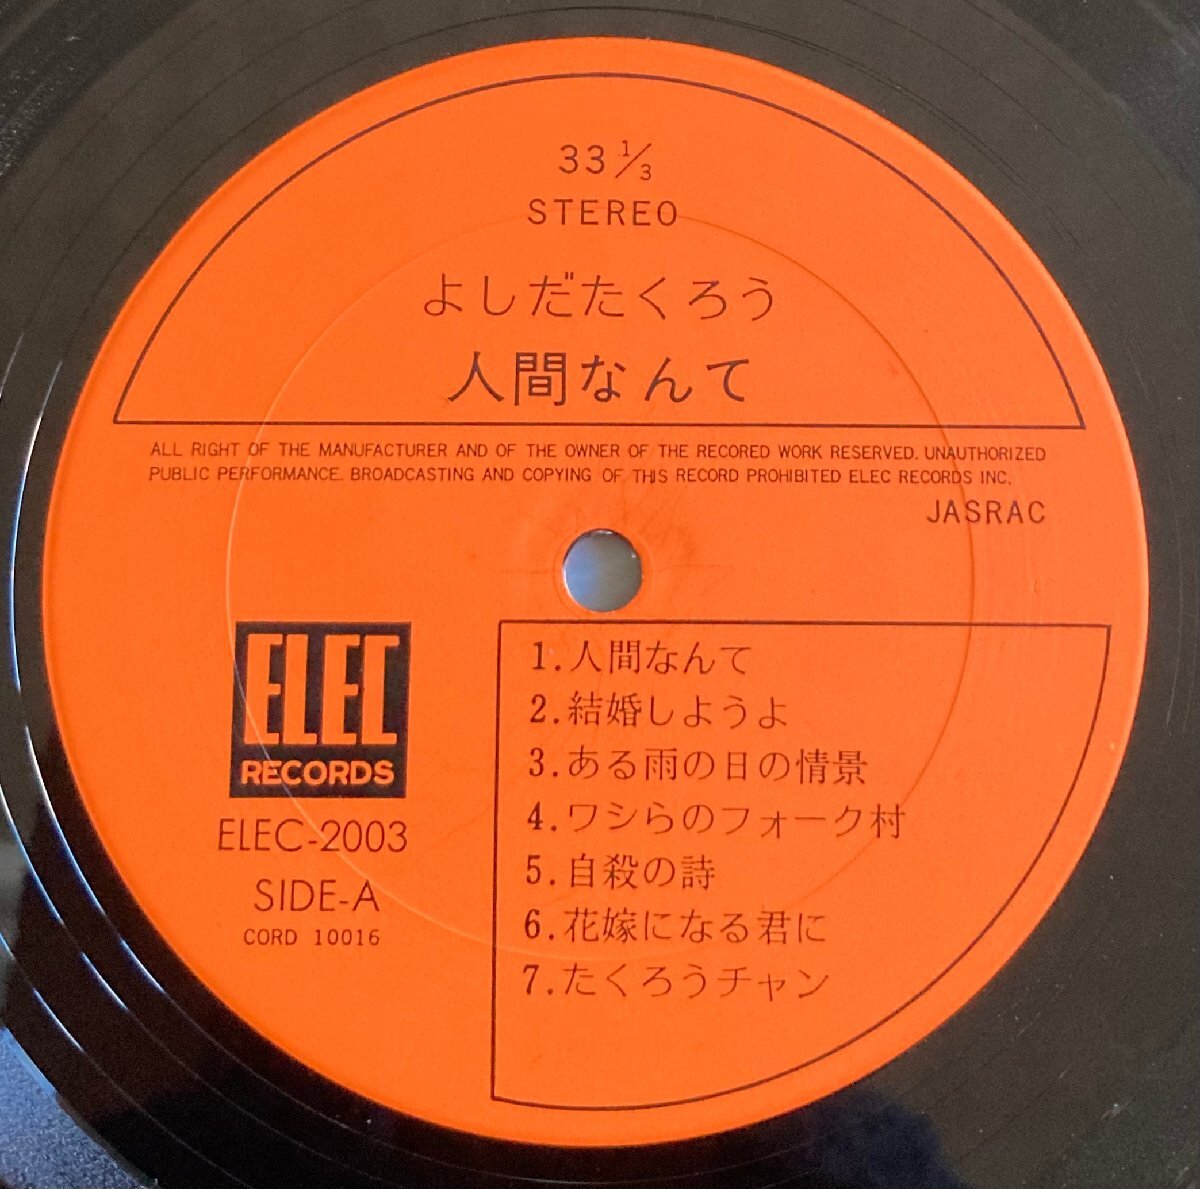 33 1/3
STEREO
よしだたくろう
人間なんて
ALL RIGHT OF THE MANUFACTURER AND OF THE OWNER OF THE RECORED WORK RESERVED. UNAUTHORIZED
PUBLIC PERFORMANCE. BROADCASTING AND COPYING OF THIS RECORD PROHIBITED ELEC RECORDS INC.
JASRAC
ELEC
RECORDS
ELEC-2003
SIDE-A
CORD 10016
1.人間なんて
2.結婚しようよ
3.ある雨の日の情景
4.ワシらのフォーク村
5.自殺の詩
6.花嫁になる君に
7.たくろうチャン